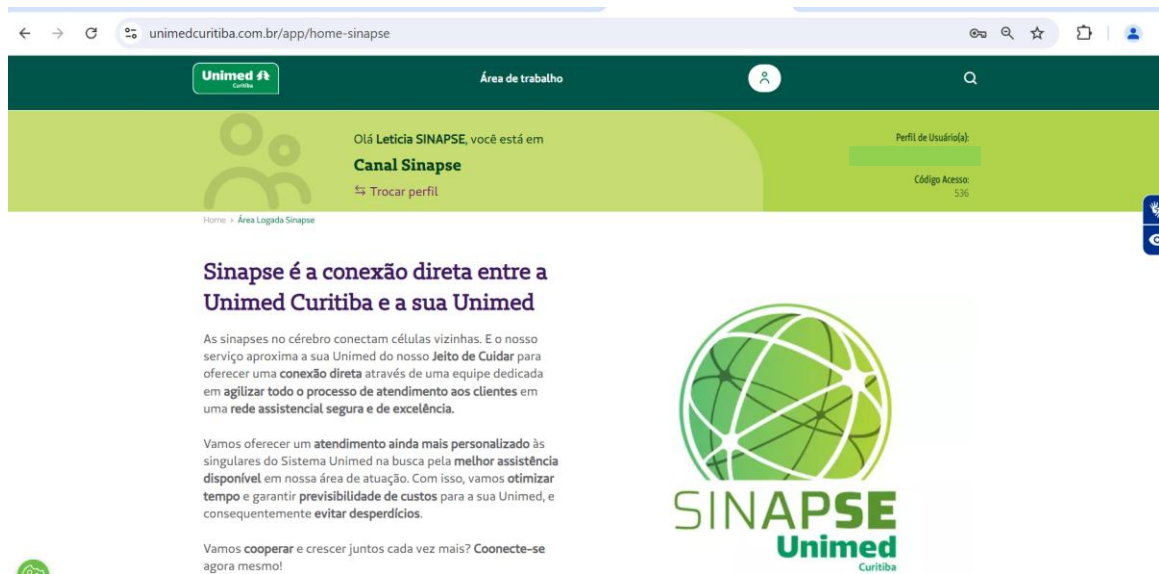 unimedcuritiba.com.br/app/home-sinapse
Unimed
Curitiba
Área de trabalho
Olá Leticia SINAPSE, você está em
Canal Sinapse
Trocar perfil
Perfil de Usuário(a):
Código Acesso:
536
Home › Área Logada Sinapse
Sinapse é a conexão direta entre a
Unimed Curitiba e a sua Unimed
As sinapses no cérebro conectam células vizinhas. E o nosso
serviço aproxima a sua Unimed do nosso Jeito de Cuidar para
oferecer uma conexão direta através de uma equipe dedicada
em agilizar todo o processo de atendimento aos clientes em
uma rede assistencial segura e de excelência.
Vamos oferecer um atendimento ainda mais personalizado às
singulares do Sistema Unimed na busca pela melhor assistência
disponível em nossa área de atuação. Com isso, vamos otimizar
tempo e garantir previsibilidade de custos para a sua Unimed, e
consequentemente evitar desperdícios.
Vamos cooperar e crescer juntos cada vez mais? Coonecte-se
agora mesmo!
SINAPSE
Unimed
Curitiba